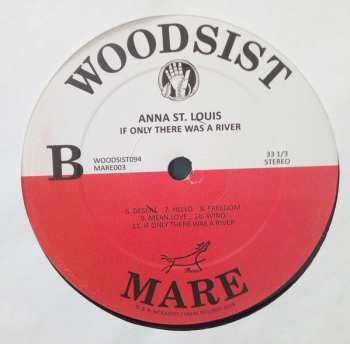 WOODSIST
ANNA ST. LOUIS
IF ONLY THERE WAS A RIVER
B
WOODSIST094
MARE003
33 1/3
STEREO
6. DESERT 7. HELLO 8. FREEDOM
9. MEAN LOVE 10. WIND
11. IF ONLY THERE WAS A RIVER
MARE